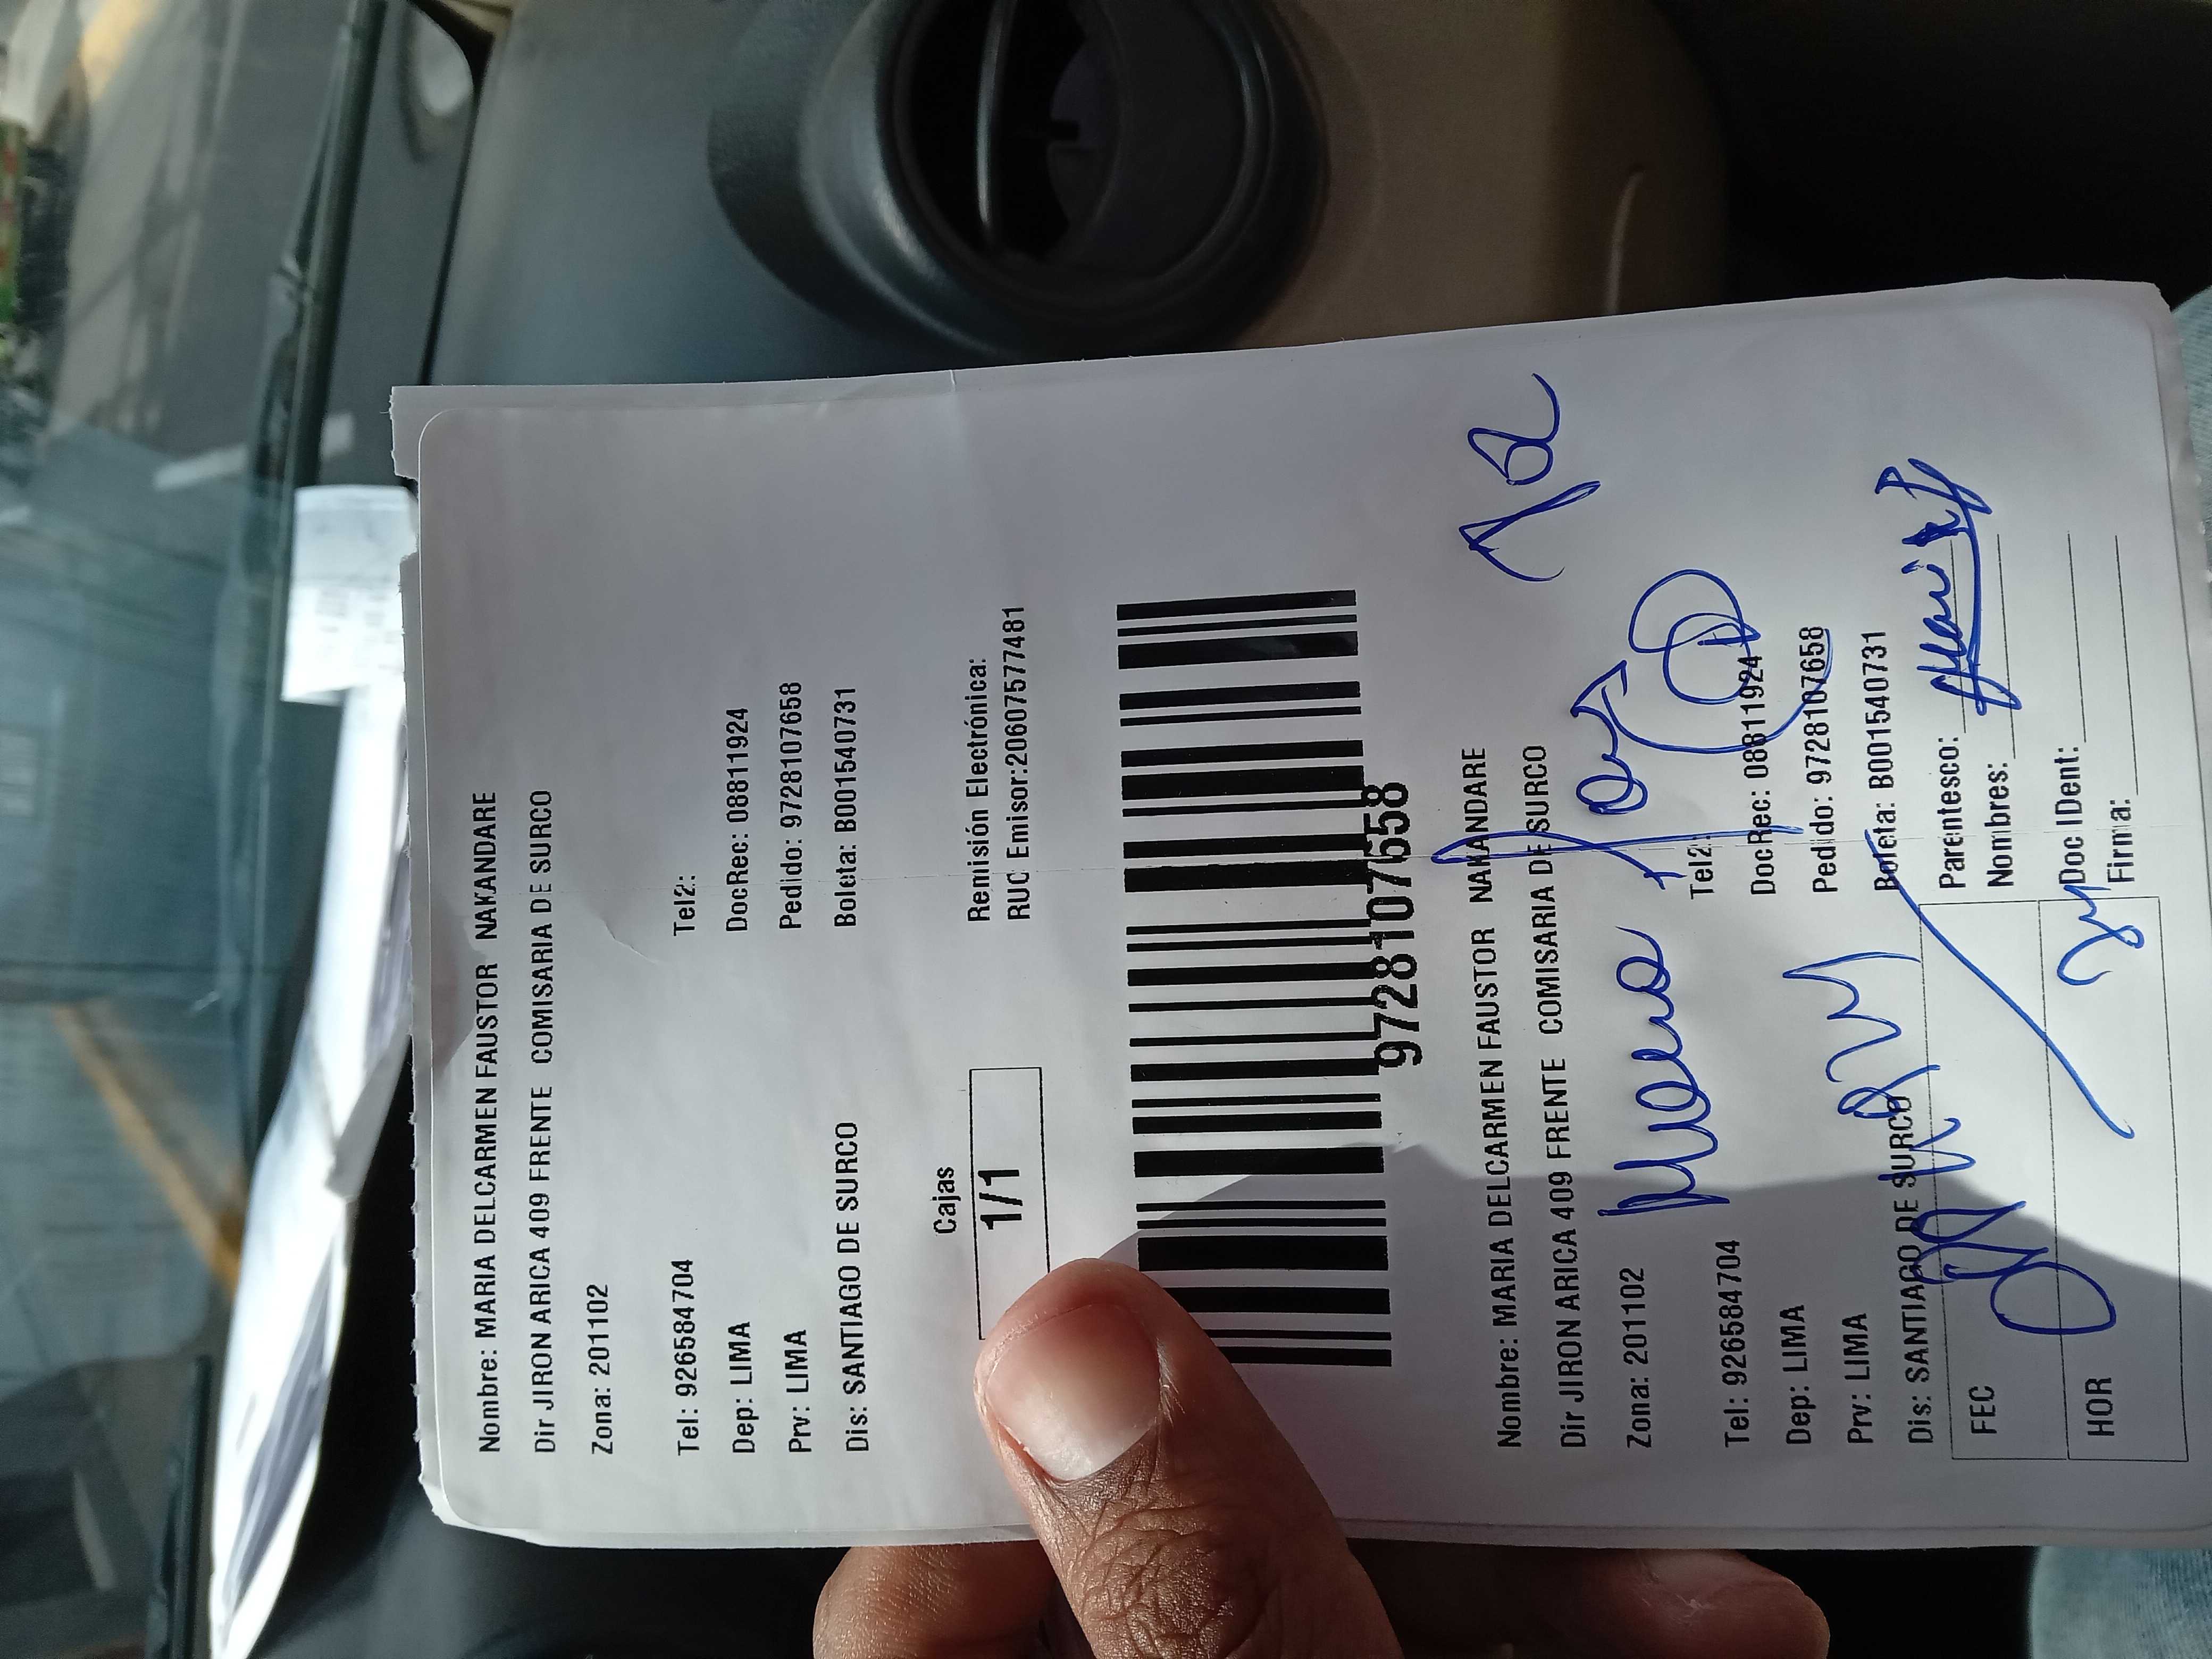 Nombre: MARIA DELCARMEN FAUSTOR NAKANDARE
Dir JIRON ARICA 409 FRENTE COMISARIA DE SURCO
Zona: 201102
Tel: 926584704 Tel2:
Dep: LIMA DocRec: 08811924
Prv: LIMA Pedido: 97281107658
Dis: SANTIAGO DE SURCO Boleta: B001540731
Cajas
1/1
Remisión Electrónica:
RUC Emisor:20607577481
97281107658
Nombre: MARIA DELCARMEN FAUSTOR NAKANDARE
Dir JIRON ARICA 409 FRENTE COMISARIA DE SURCO
Zona: 201102
Tel: 926584704 Tel2:
Dep: LIMA DocRec: 08811924
Prv: LIMA Pedido: 97281107658
Dis: SANTIAGO DE SURCO Boleta: B001540731
FEC
HOR
Parentesco:
Nombres:
Doc IDent:
Firma: